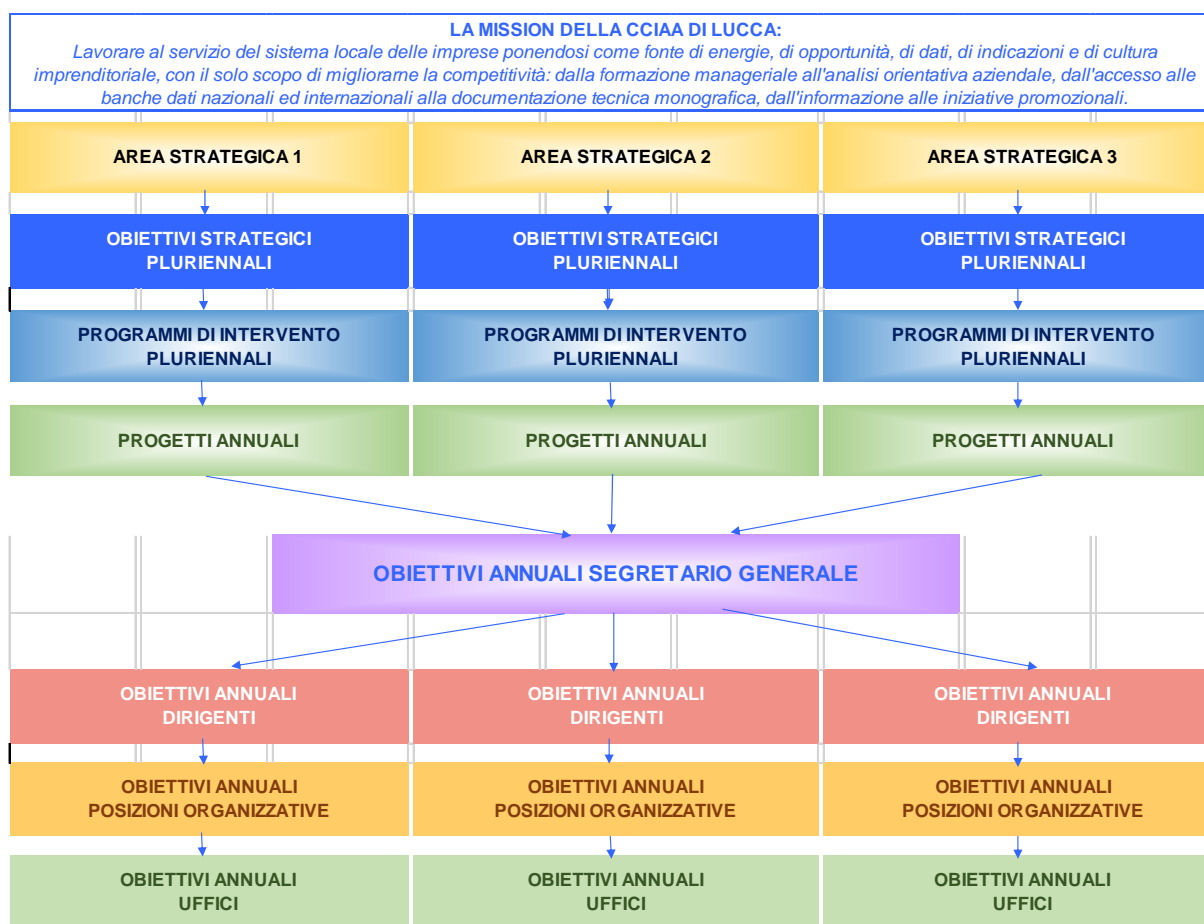 LA MISSION DELLA CCIAA DI LUCCA:
Lavorare al servizio del sistema locale delle imprese ponendosi come fonte di energie, di opportunità, di dati, di indicazioni e di cultura
imprenditoriale, con il solo scopo di migliorarne la competitività: dalla formazione manageriale all'analisi orientativa aziendale, dall'accesso alle
banche dati nazionali ed internazionali alla documentazione tecnica monografica, dall'informazione alle iniziative promozionali.
AREA STRATEGICA 1
AREA STRATEGICA 2
AREA STRATEGICA 3
OBIETTIVI STRATEGICI
PLURIENNALI
OBIETTIVI STRATEGICI
PLURIENNALI
OBIETTIVI STRATEGICI
PLURIENNALI
PROGRAMMI DI INTERVENTO
PLURIENNALI
PROGRAMMI DI INTERVENTO
PLURIENNALI
PROGRAMMI DI INTERVENTO
PLURIENNALI
PROGETTI ANNUALI
PROGETTI ANNUALI
PROGETTI ANNUALI
OBIETTIVI ANNUALI SEGRETARIO GENERALE
OBIETTIVI ANNUALI
DIRIGENTI
OBIETTIVI ANNUALI
DIRIGENTI
OBIETTIVI ANNUALI
DIRIGENTI
OBIETTIVI ANNUALI
POSIZIONI ORGANIZZATIVE
OBIETTIVI ANNUALI
POSIZIONI ORGANIZZATIVE
OBIETTIVI ANNUALI
POSIZIONI ORGANIZZATIVE
OBIETTIVI ANNUALI
UFFICI
OBIETTIVI ANNUALI
UFFICI
OBIETTIVI ANNUALI
UFFICI